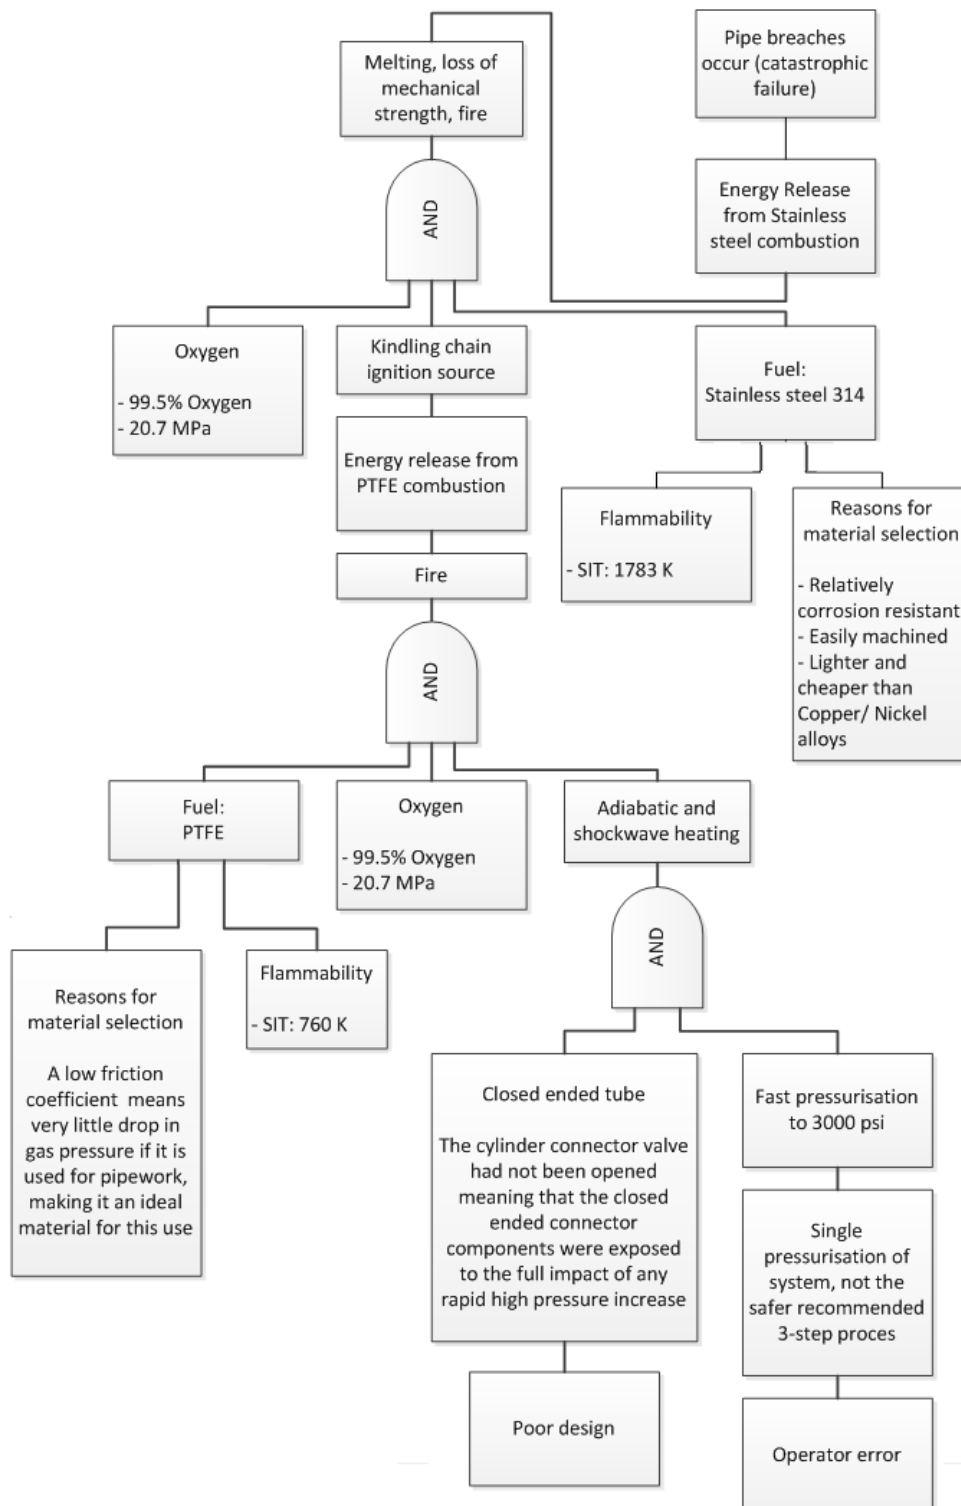 Melting, loss of
mechanical
strength, fire
Pipe breaches
occur (catastrophic
failure)
Energy Release
from Stainless
steel combustion
AND
Oxygen
- 99.5% Oxygen
- 20.7 MPa
Kindling chain
ignition source
Fuel:
Stainless steel 314
Energy release from
PTFE combustion
Flammability
- SIT: 1783 K
Reasons for
material selection
- Relatively
corrosion resistant
- Easily machined
- Lighter and
cheaper than
Copper/ Nickel
alloys
Fire
AND
Fuel:
PTFE
Oxygen
- 99.5% Oxygen
- 20.7 MPa
Adiabatic and
shockwave heating
AND
Reasons for
material selection
A low friction
coefficient means
very little drop in
gas pressure if it is
used for pipework,
making it an ideal
material for this use
Flammability
- SIT: 760 K
Closed ended tube
The cylinder connector valve
had not been opened
meaning that the closed
ended connector
components were exposed
to the full impact of any
rapid high pressure increase
Fast pressurisation
to 3000 psi
Single
pressurisation of
system, not the
safer recommended
3-step proces
Poor design
Operator error